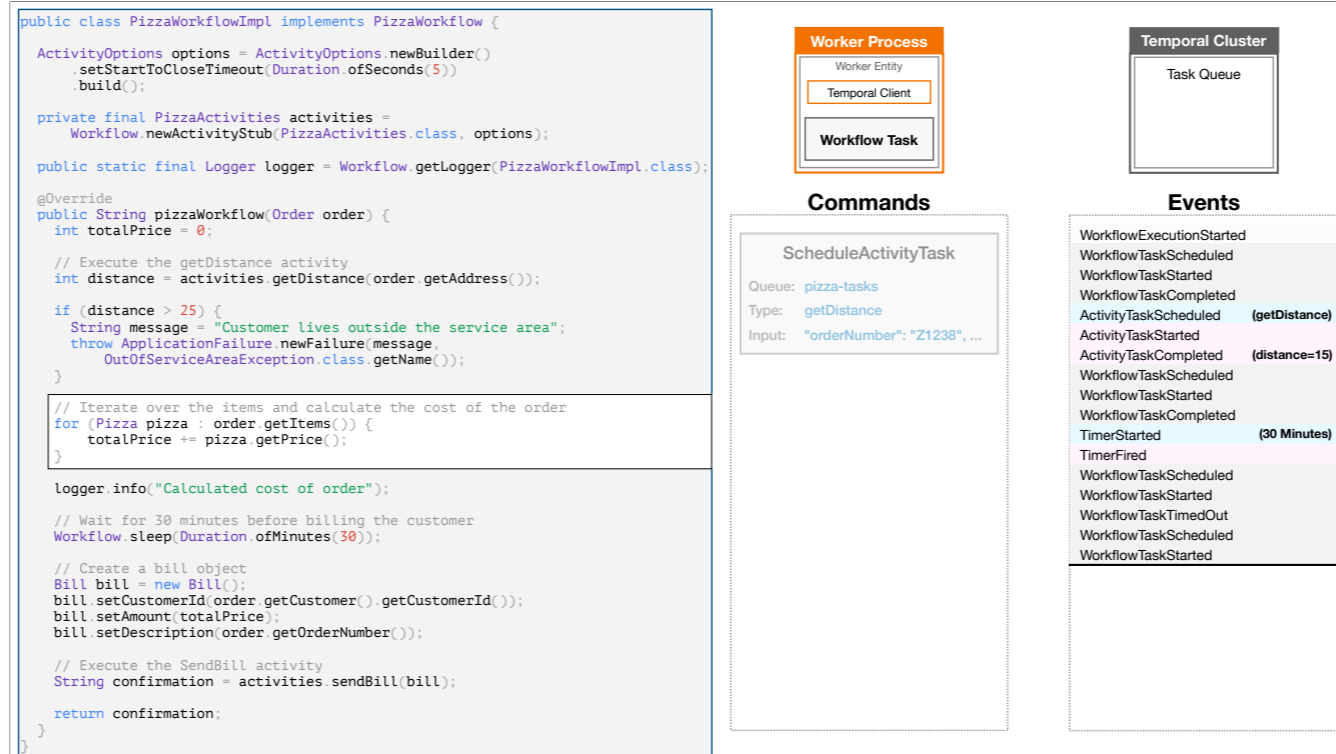 public class PizzaWorkflowImpl implements PizzaWorkflow {
ActivityOptions options = ActivityOptions.newBuilder()
.setStartToCloseTimeout(Duration.ofSeconds(5))
.build();
private final PizzaActivities activities =
Workflow.newActivityStub(PizzaActivities.class, options);
public static final Logger logger = Workflow.getLogger(PizzaWorkflowImpl.class);
@Override
public String pizzaWorkflow(Order order) {
int totalPrice = 0;
// Execute the getDistance activity
int distance = activities.getDistance(order.getAddress());
if (distance > 25) {
String message = "Customer lives outside the service area";
throw ApplicationFailure.newFailure(message,
OutOfServiceAreaException.class.getName());
}
// Iterate over the items and calculate the cost of the order
for (Pizza pizza : order.getItems()) {
totalPrice += pizza.getPrice();
}
logger.info("Calculated cost of order");
// Wait for 30 minutes before billing the customer
Workflow.sleep(Duration.ofMinutes(30));
// Create a bill object
Bill bill = new Bill();
bill.setCustomerId(order.getCustomer().getCustomerId());
bill.setAmount(totalPrice);
bill.setDescription(order.getOrderNumber());
// Execute the SendBill activity
String confirmation = activities.sendBill(bill);
return confirmation;
}
}
Worker Process
Worker Entity
Temporal Client
Workflow Task
Commands
ScheduleActivityTask
Queue: pizza-tasks
Type: getDistance
Input: "orderNumber": "Z1238", ...
Temporal Cluster
Task Queue
Events
WorkflowExecutionStarted
WorkflowTaskScheduled
WorkflowTaskStarted
WorkflowTaskCompleted
ActivityTaskScheduled (getDistance)
ActivityTaskStarted
ActivityTaskCompleted (distance=15)
WorkflowTaskScheduled
WorkflowTaskStarted
WorkflowTaskCompleted
TimerStarted (30 Minutes)
TimerFired
WorkflowTaskScheduled
WorkflowTaskStarted
WorkflowTaskTimedOut
WorkflowTaskScheduled
WorkflowTaskStarted